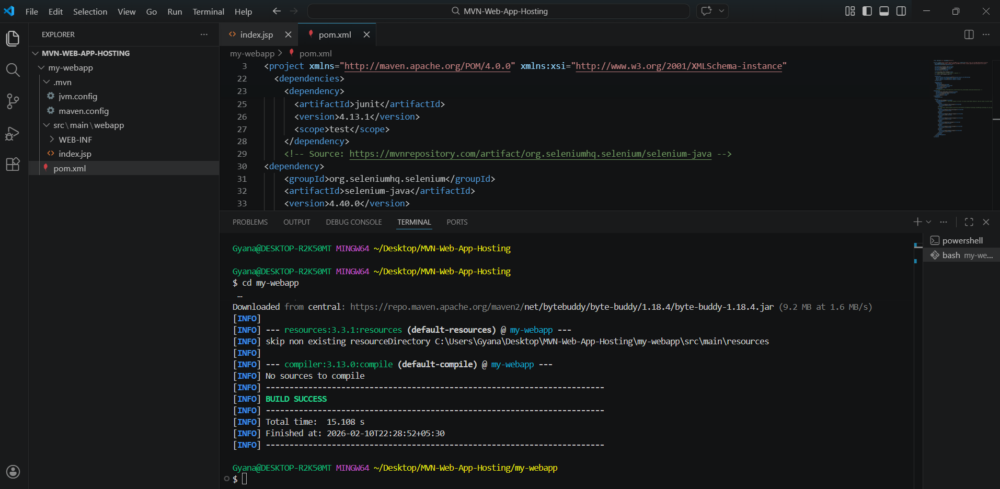 File Edit Selection View Go Run Terminal Help
MVN-Web-App-Hosting
EXPLORER
MVN-WEB-APP-HOSTING
my-webapp
.mvn
jvm.config
maven.config
src\main\webapp
WEB-INF
index.jsp
pom.xml
index.jsp
pom.xml
my-webapp > pom.xml
3 <project xmlns="http://maven.apache.org/POM/4.0.0" xmlns:xsi="http://www.w3.org/2001/XMLSchema-instance"
22 <dependencies>
23 <dependency>
25 <artifactId>junit</artifactId>
26 <version>4.13.1</version>
27 <scope>test</scope>
28 </dependency>
29 <!-- Source: https://mvnrepository.com/artifact/org.seleniumhq.selenium/selenium-java -->
30 <dependency>
31 <groupId>org.seleniumhq.selenium</groupId>
32 <artifactId>selenium-java</artifactId>
33 <version>4.40.0</version>
PROBLEMS OUTPUT DEBUG CONSOLE TERMINAL PORTS
Gyana@DESKTOP-R2K50MT MINGW64 ~/Desktop/MVN-Web-App-Hosting
Gyana@DESKTOP-R2K50MT MINGW64 ~/Desktop/MVN-Web-App-Hosting
$ cd my-webapp
…
Downloaded from central: https://repo.maven.apache.org/maven2/net/bytebuddy/byte-buddy/1.18.4/byte-buddy-1.18.4.jar (9.2 MB at 1.6 MB/s)
[INFO]
[INFO] --- resources:3.3.1:resources (default-resources) @ my-webapp ---
[INFO] skip non existing resourceDirectory C:\Users\Gyana\Desktop\MVN-Web-App-Hosting\my-webapp\src\main\resources
[INFO]
[INFO] --- compiler:3.13.0:compile (default-compile) @ my-webapp ---
[INFO] No sources to compile
[INFO] ------------------------------------------------------------------------
[INFO] BUILD SUCCESS
[INFO] ------------------------------------------------------------------------
[INFO] Total time:  15.108 s
[INFO] Finished at: 2026-02-10T22:28:52+05:30
[INFO] ------------------------------------------------------------------------
Gyana@DESKTOP-R2K50MT MINGW64 ~/Desktop/MVN-Web-App-Hosting/my-webapp
$
powershell
bash my-we...